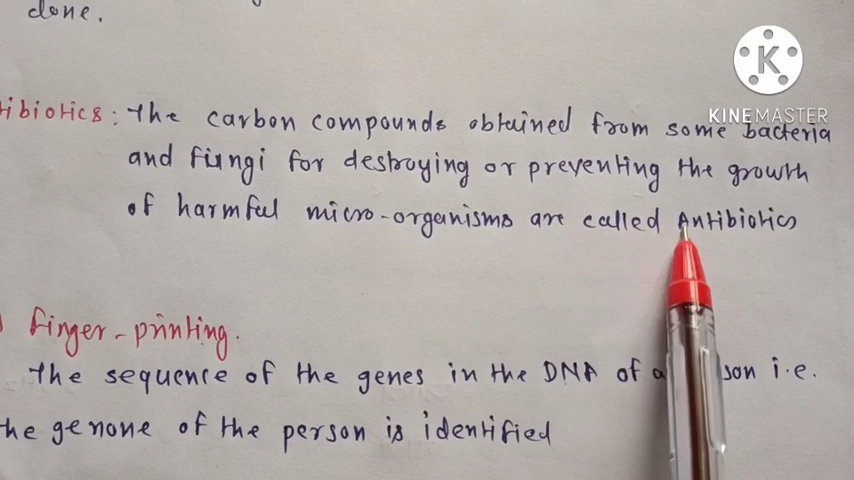 done.
K
KINEMASTER
tibiotics: The carbon compounds obtained from some bacteria
and fungi for destroying or preventing the growth
of harmful micro-organisms are called Antibiotics
finger-printing.
The sequence of the genes in the DNA of a son i.e.
he genone of the person is identified